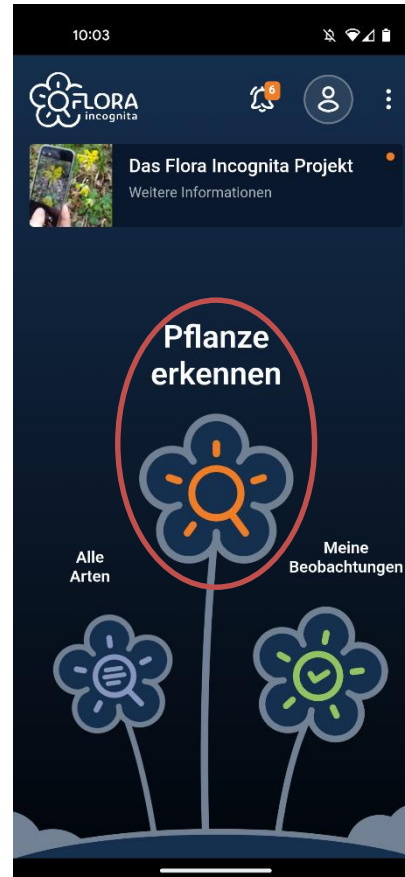 10:03
FLORA
incognita
6
Das Flora Incognita Projekt
Weitere Informationen
Pflanze
erkennen
Alle
Arten
Meine
Beobachtungen